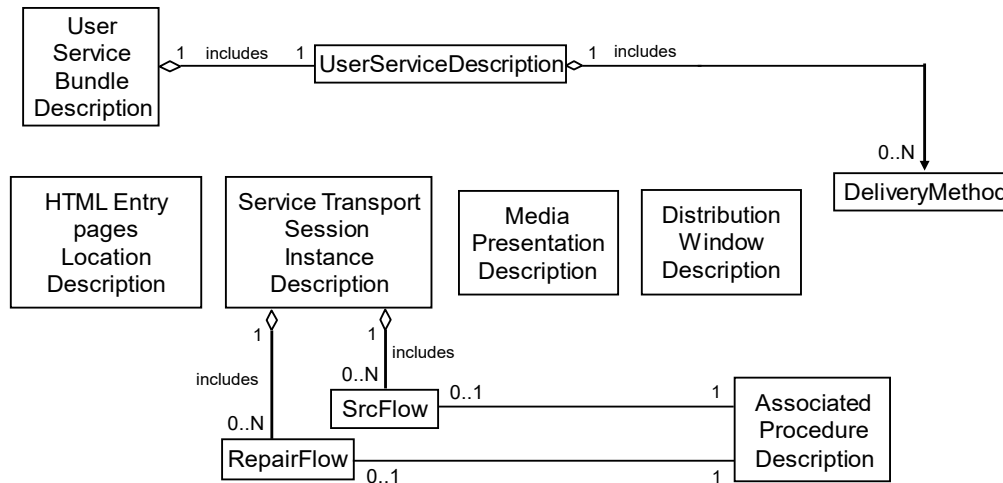 User
Service
Bundle
Description
1 includes 1
UserServiceDescription
1 includes
0..N
DeliveryMethod
HTML Entry
pages
Location
Description
Service Transport
Session
Instance
Description
Media
Presentation
Description
Distribution
Window
Description
1
includes
0..N
RepairFlow
1
includes
0..N
SrcFlow
0..1 1
0..1 1
Associated
Procedure
Description